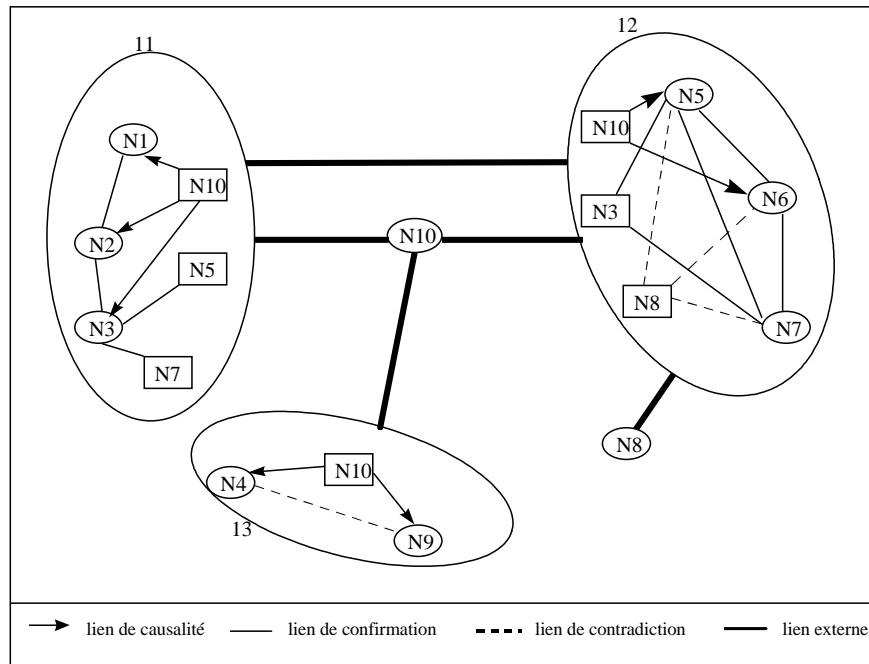 11
12
N1
N10
N2
N5
N3
N7
N10
N5
N10
N6
N3
N8
N7
N8
N10
N4
N9
13
lien de causalité
lien de confirmation
lien de contradiction
lien externe